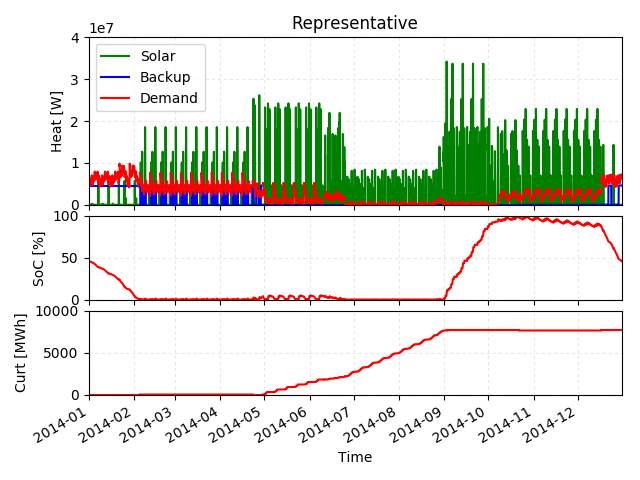 Representative
1e7
4
3
2
1
0
Heat [W]
Solar
Backup
Demand
100
50
0
SoC [%]
10000
5000
0
Curt [MWh]
2014-01
2014-02
2014-03
2014-04
2014-05
2014-06
2014-07
2014-08
2014-09
2014-10
2014-11
2014-12
Time